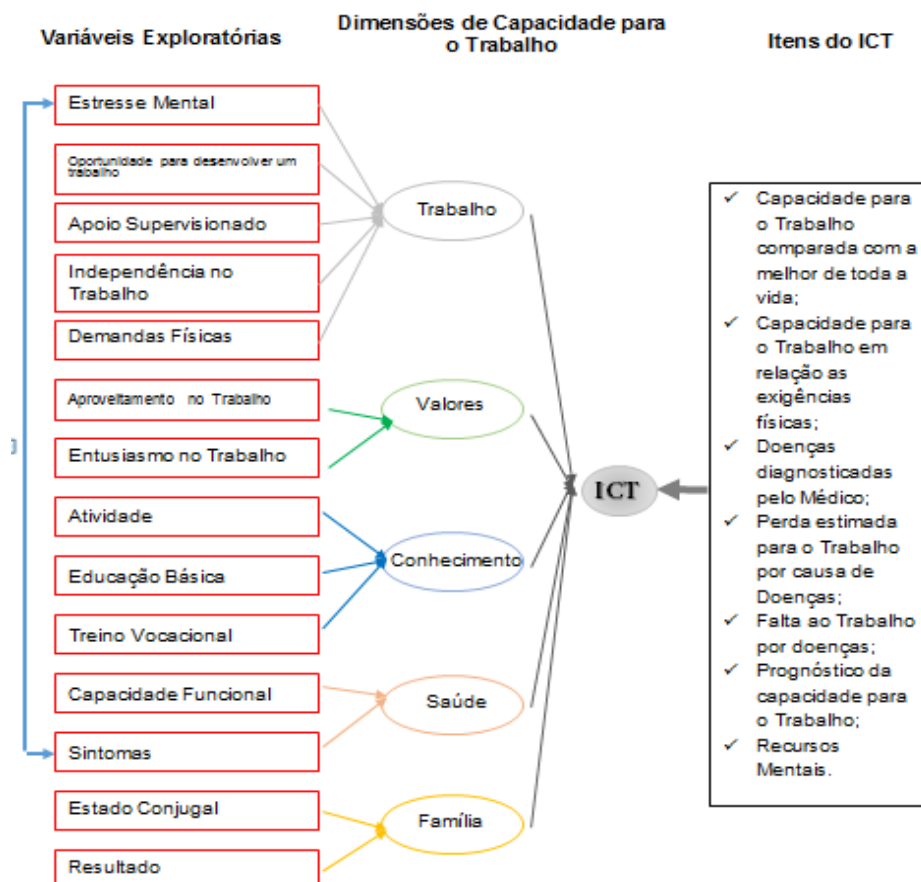 Variáveis Exploratórias
Dimensões de Capacidade para
o Trabalho
Itens do ICT
Estresse Mental
Oportunidade para desenvolver um
trabalho
Apoio Supervisionado
Independência no
Trabalho
Demandas Físicas
Aproveitamento no Trabalho
Entusiasmo no Trabalho
Atividade
Educação Básica
Treino Vocacional
Capacidade Funcional
Sintomas
Estado Conjugal
Resultado
Trabalho
Valores
Conhecimento
Saúde
Família
ICT
✓ Capacidade para
o Trabalho
comparada com a
melhor de toda a
vida;
✓ Capacidade para
o Trabalho em
relação as
exigências
físicas;
✓ Doenças
diagnosticadas
pelo Médico;
✓ Perda estimada
para o Trabalho
por causa de
Doenças;
✓ Falta ao Trabalho
por doenças;
✓ Prognóstico da
capacidade para
o Trabalho;
✓ Recursos
Mentais.